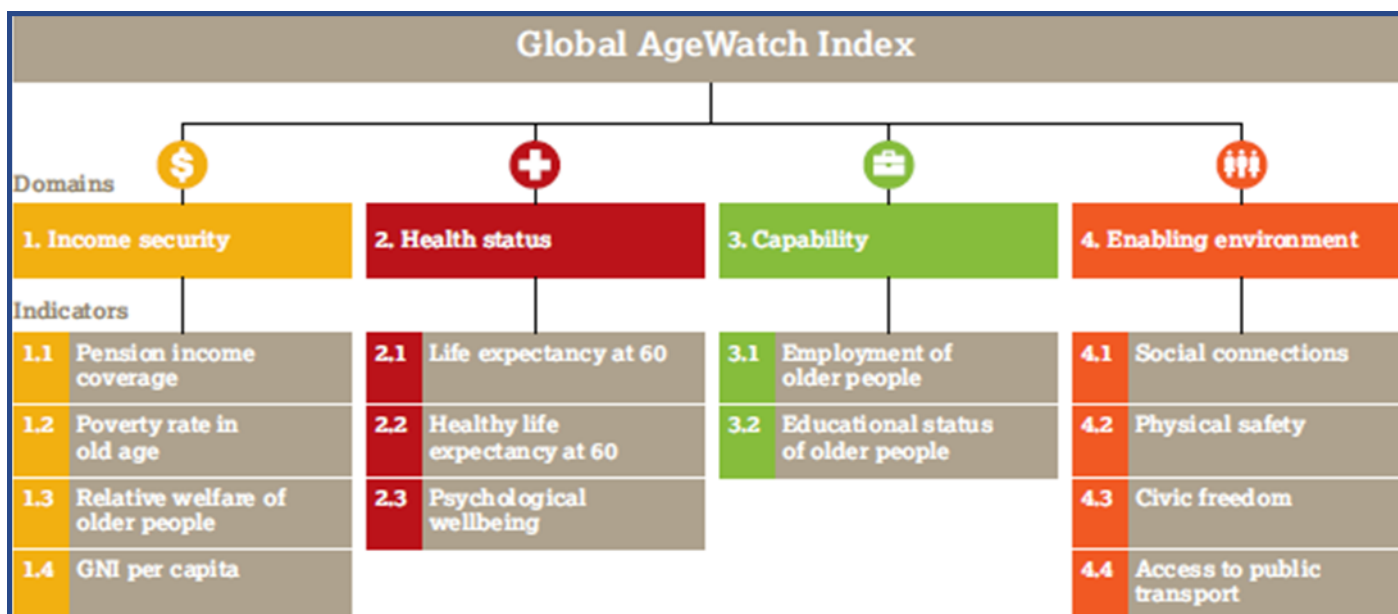 Global AgeWatch Index
$
Domains
1. Income security
2. Health status
3. Capability
4. Enabling environment
Indicators
1.1 Pension income
coverage
1.2 Poverty rate in
old age
1.3 Relative welfare of
older people
1.4 GNI per capita
2.1 Life expectancy at 60
2.2 Healthy life
expectancy at 60
2.3 Psychological
wellbeing
3.1 Employment of
older people
3.2 Educational status
of older people
4.1 Social connections
4.2 Physical safety
4.3 Civic freedom
4.4 Access to public
transport